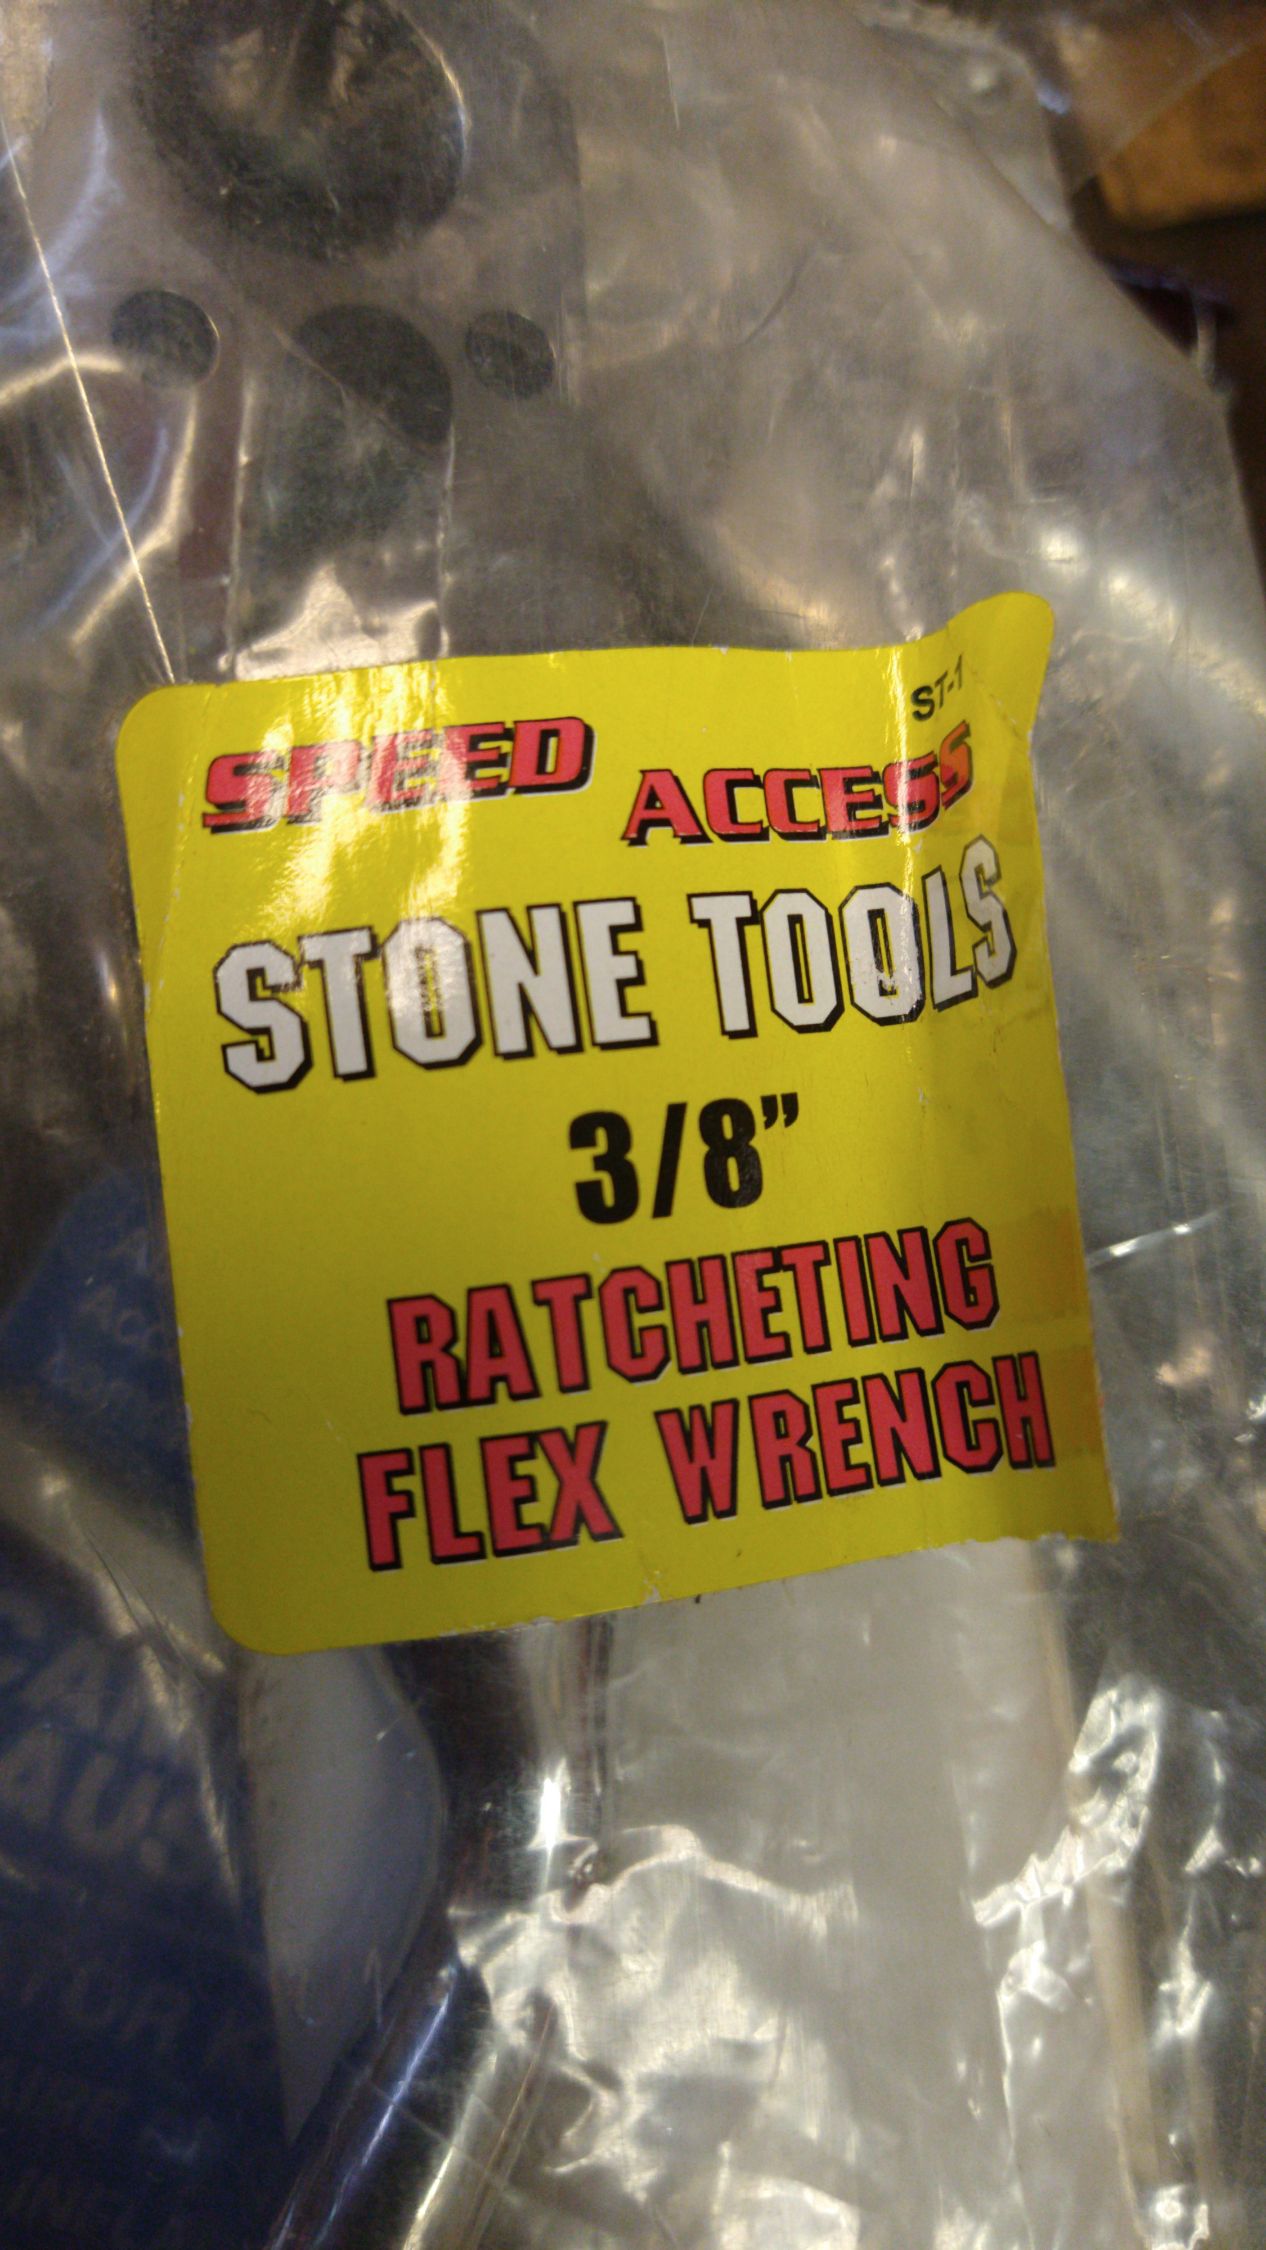 ST-1
SPEED ACCESS
STONE TOOLS
3/8”
RATCHETING
FLEX WRENCH